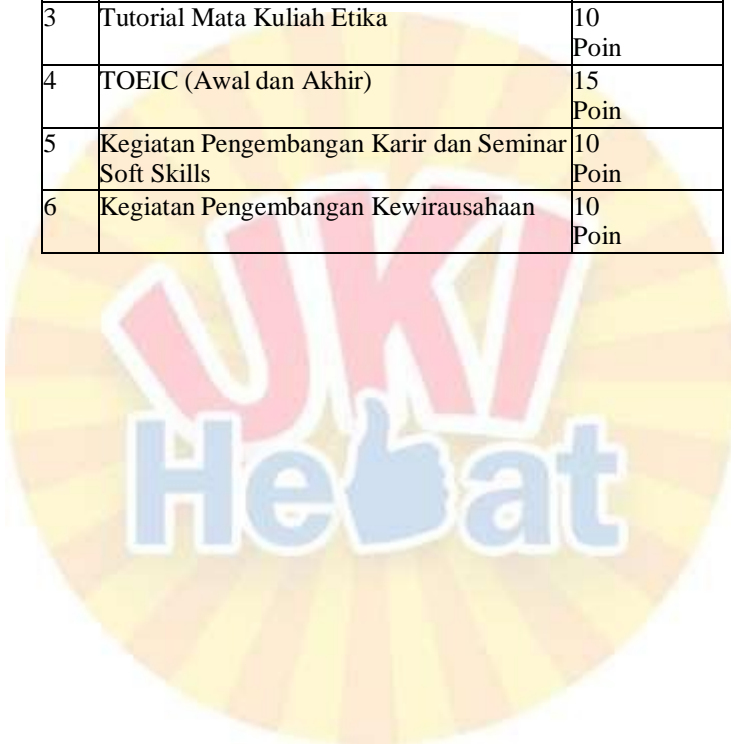 3 Tutorial Mata Kuliah Etika 10
Poin
4 TOEIC (Awal dan Akhir) 15
Poin
5 Kegiatan Pengembangan Karir dan Seminar 10
Soft Skills Poin
6 Kegiatan Pengembangan Kewirausahaan 10
Poin
UKI
Hebat